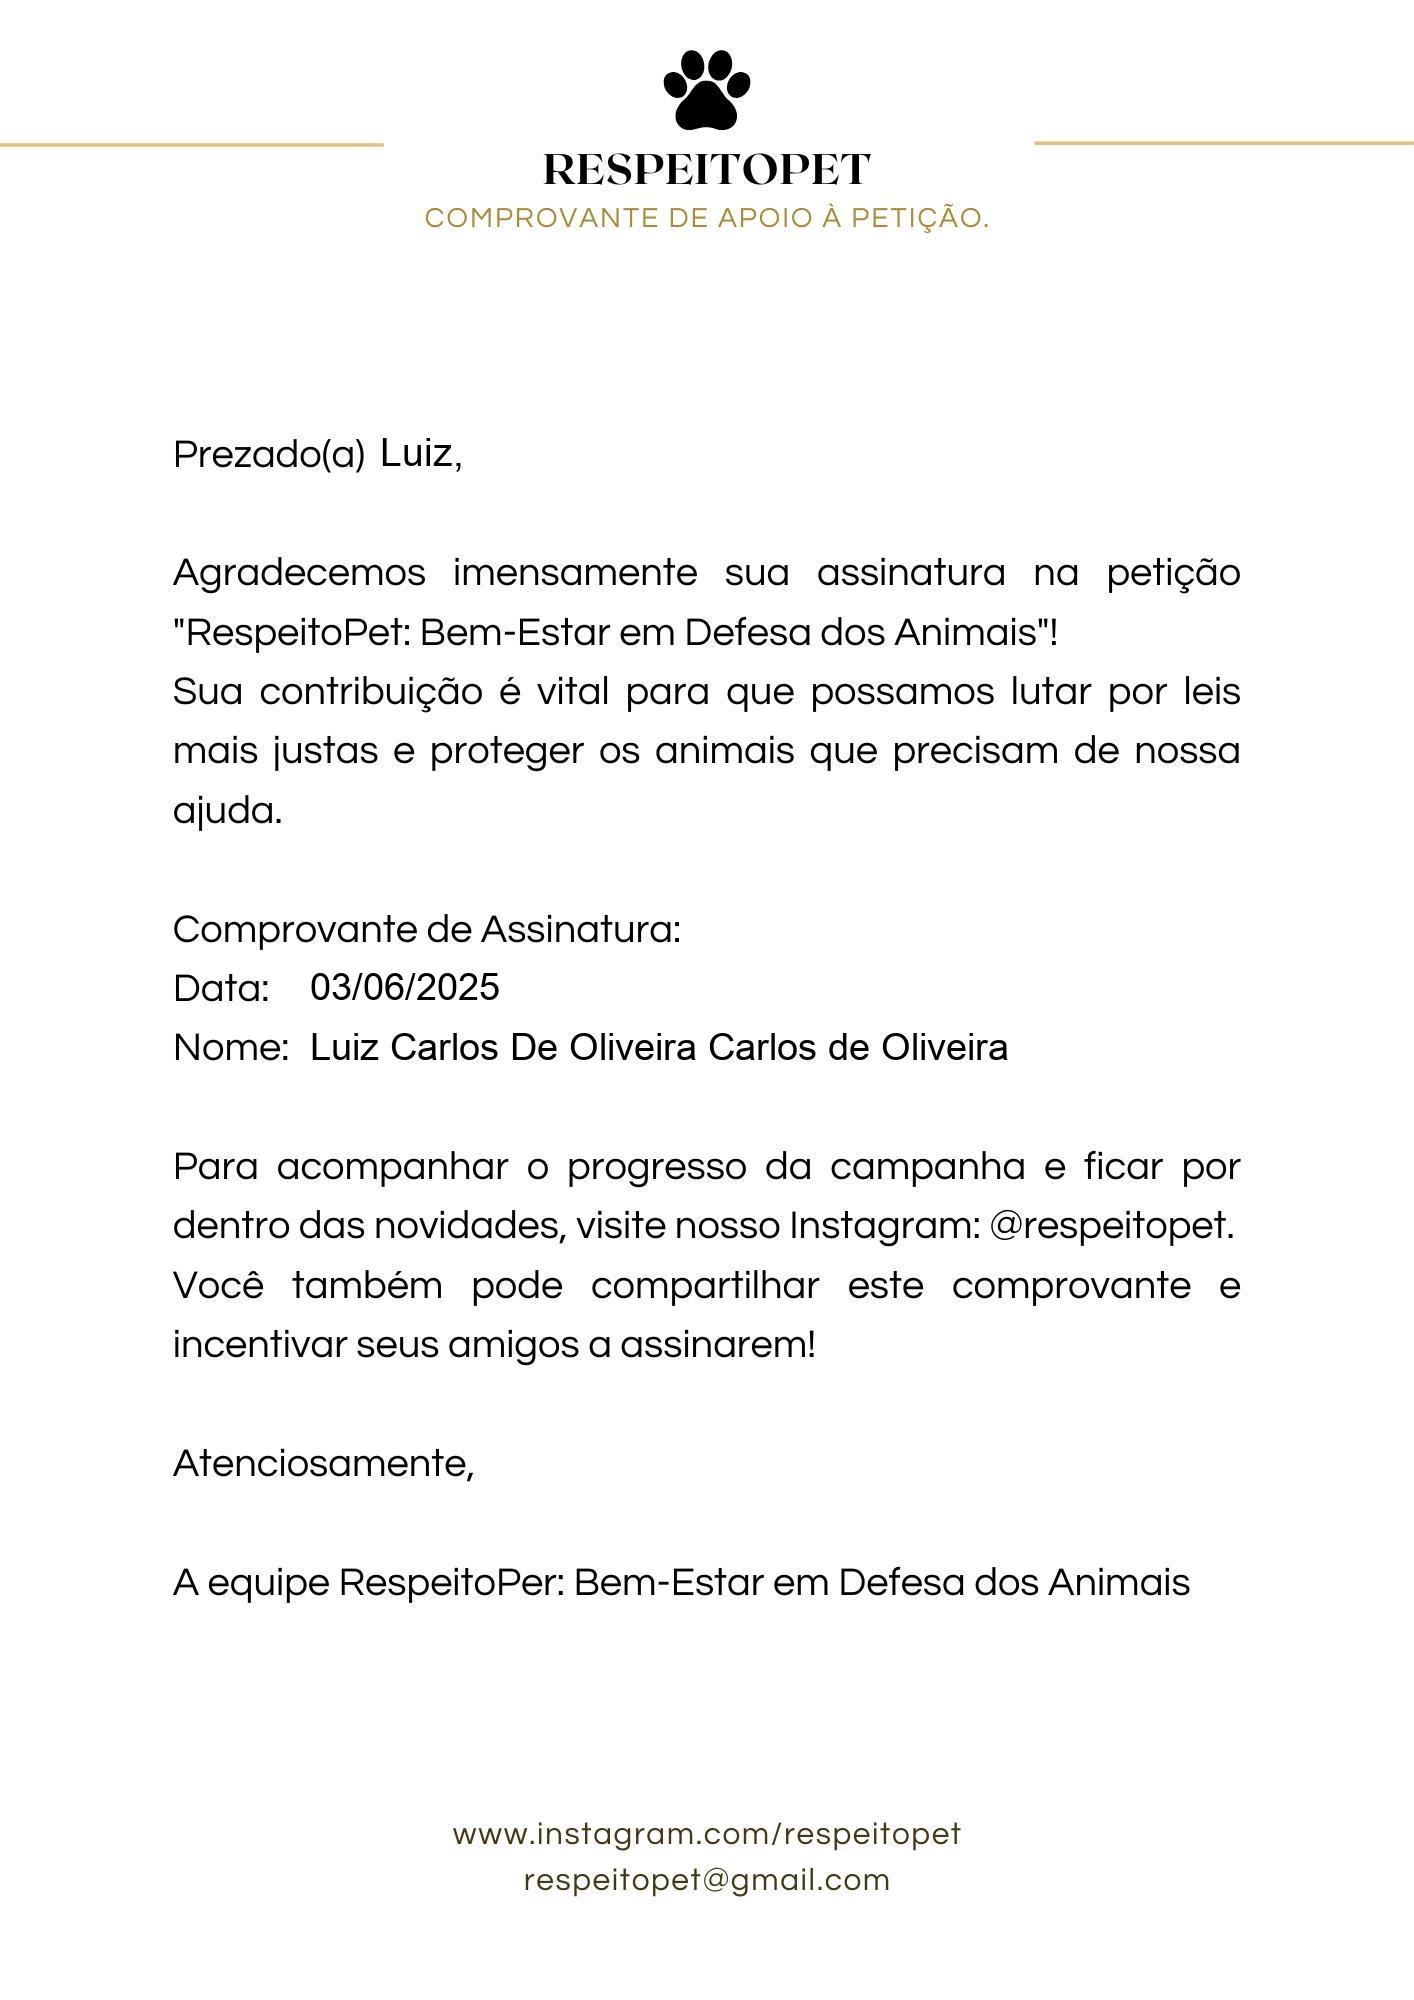 RESPEITOPET
COMPROVANTE DE APOIO À PETIÇÃO.
Prezado(a) Luiz,
Agradecemos imensamente sua assinatura na petição
"RespeitoPet: Bem-Estar em Defesa dos Animais"!
Sua contribuição é vital para que possamos lutar por leis
mais justas e proteger os animais que precisam de nossa
ajuda.
Comprovante de Assinatura:
Data: 03/06/2025
Nome: Luiz Carlos De Oliveira Carlos de Oliveira
Para acompanhar o progresso da campanha e ficar por
dentro das novidades, visite nosso Instagram: @respeitopet.
Você também pode compartilhar este comprovante e
incentivar seus amigos a assinarem!
Atenciosamente,
A equipe RespeitoPer: Bem-Estar em Defesa dos Animais
www.instagram.com/respeitopet
respeitopet@gmail.com